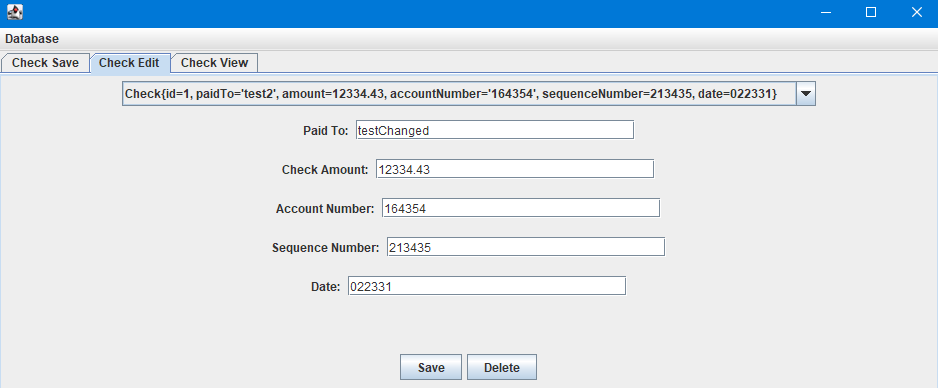 Database
Check Save Check Edit Check View
Check{id=1, paidTo='test2', amount=12334.43, accountNumber='164354', sequenceNumber=213435, date=022331}
Paid To: testChanged
Check Amount: 12334.43
Account Number: 164354
Sequence Number: 213435
Date: 022331
Save Delete